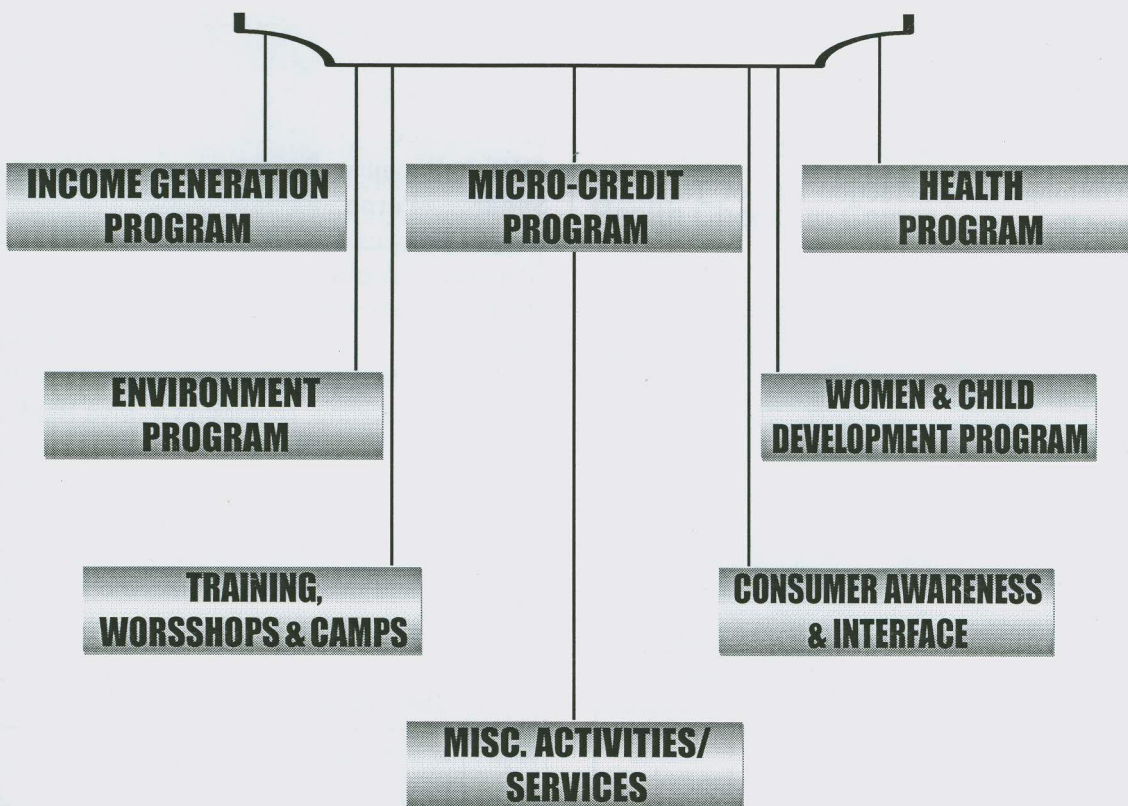 INCOME GENERATION
PROGRAM
MICRO-CREDIT
PROGRAM
HEALTH
PROGRAM
ENVIRONMENT
PROGRAM
WOMEN & CHILD
DEVELOPMENT PROGRAM
TRAINING,
WORSSHOPS & CAMPS
CONSUMER AWARENESS
& INTERFACE
MISC. ACTIVITIES/
SERVICES